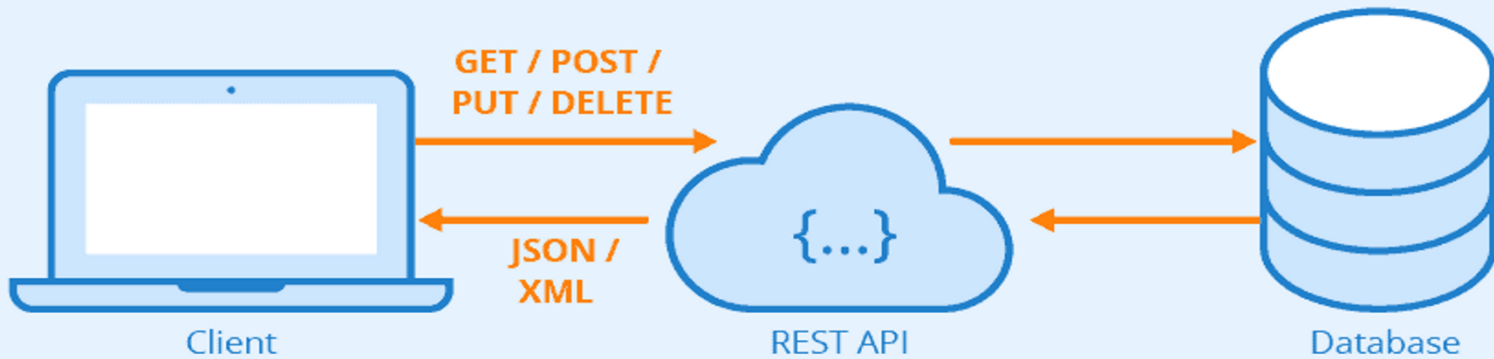 GET / POST /
PUT / DELETE
{...}
JSON /
XML
Client
REST API
Database